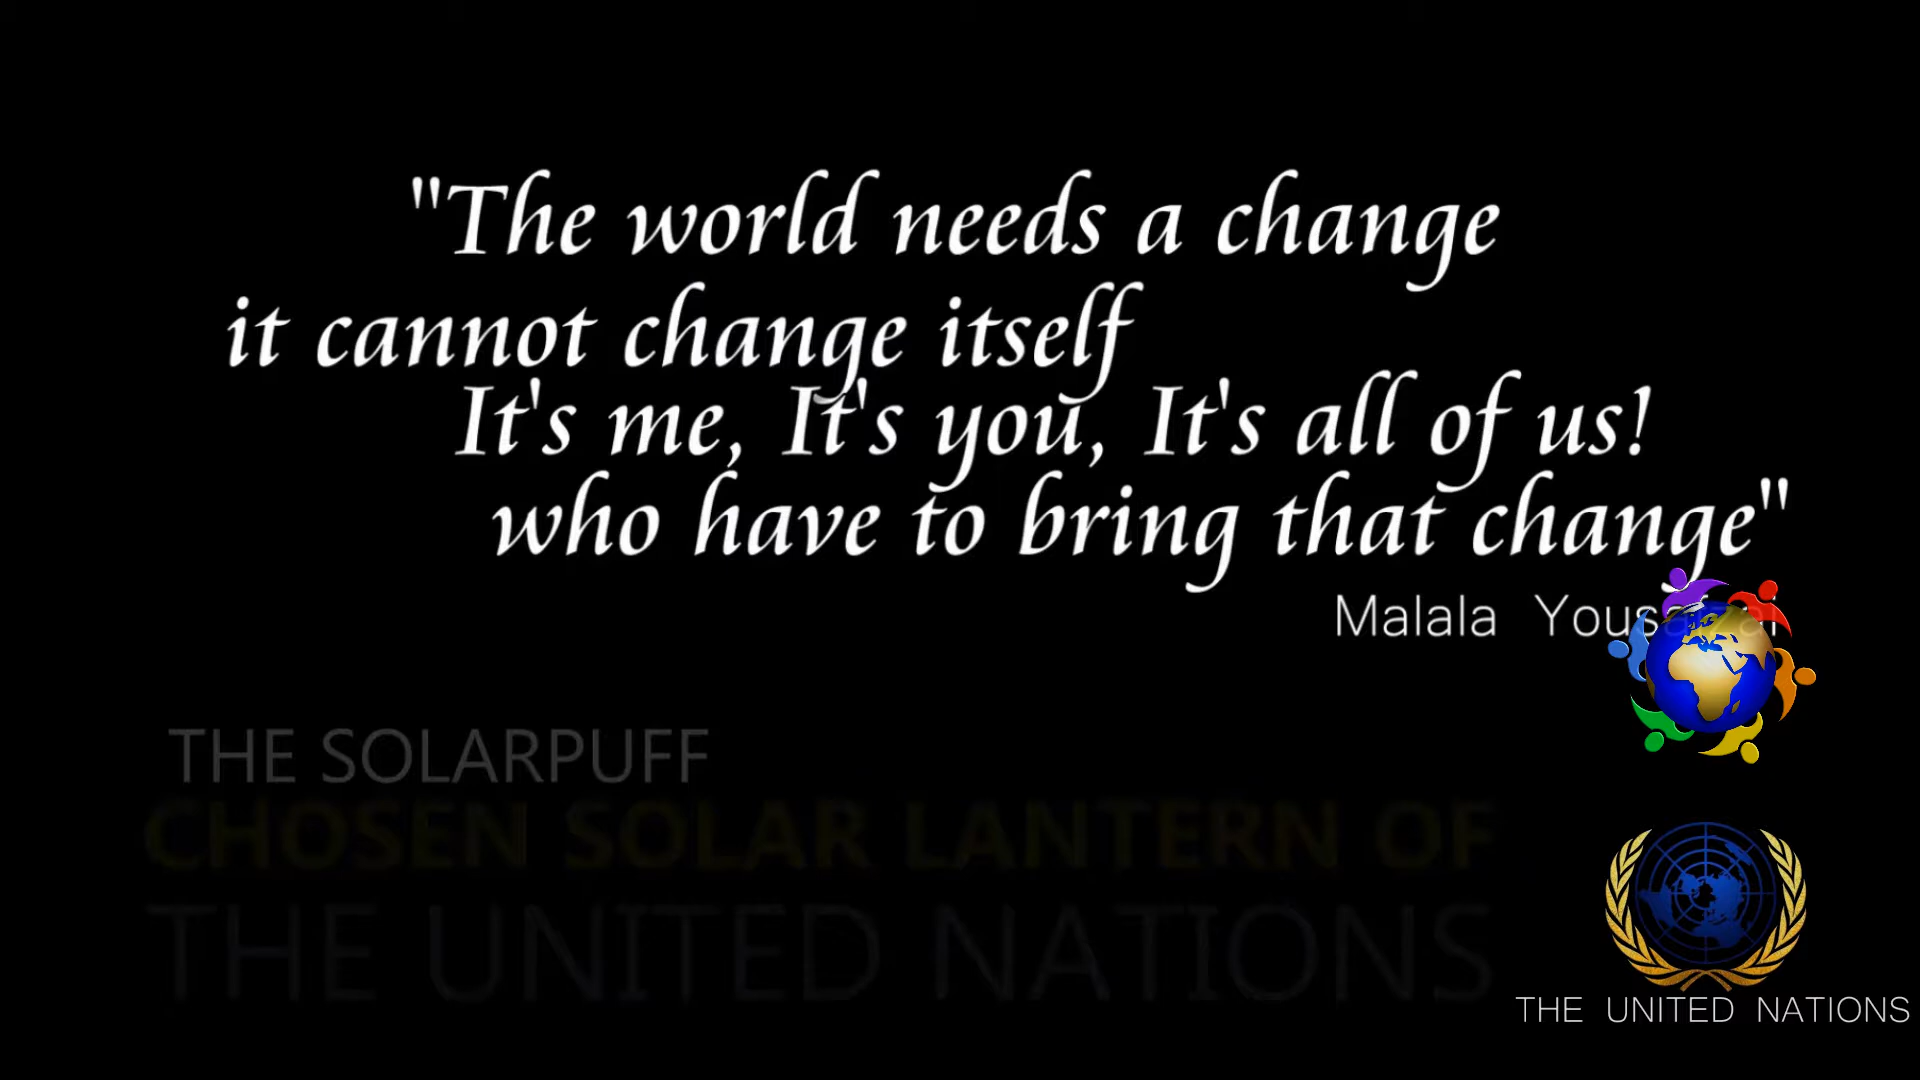 "The world needs a change
it cannot change itself
It's me, It's you, It's all of us!
who have to bring that change"
Malala Yousafzai
THE SOLARPUFF
CHOSEN SOLAR LANTERN OF
THE UNITED NATIONS
THE UNITED NATIONS